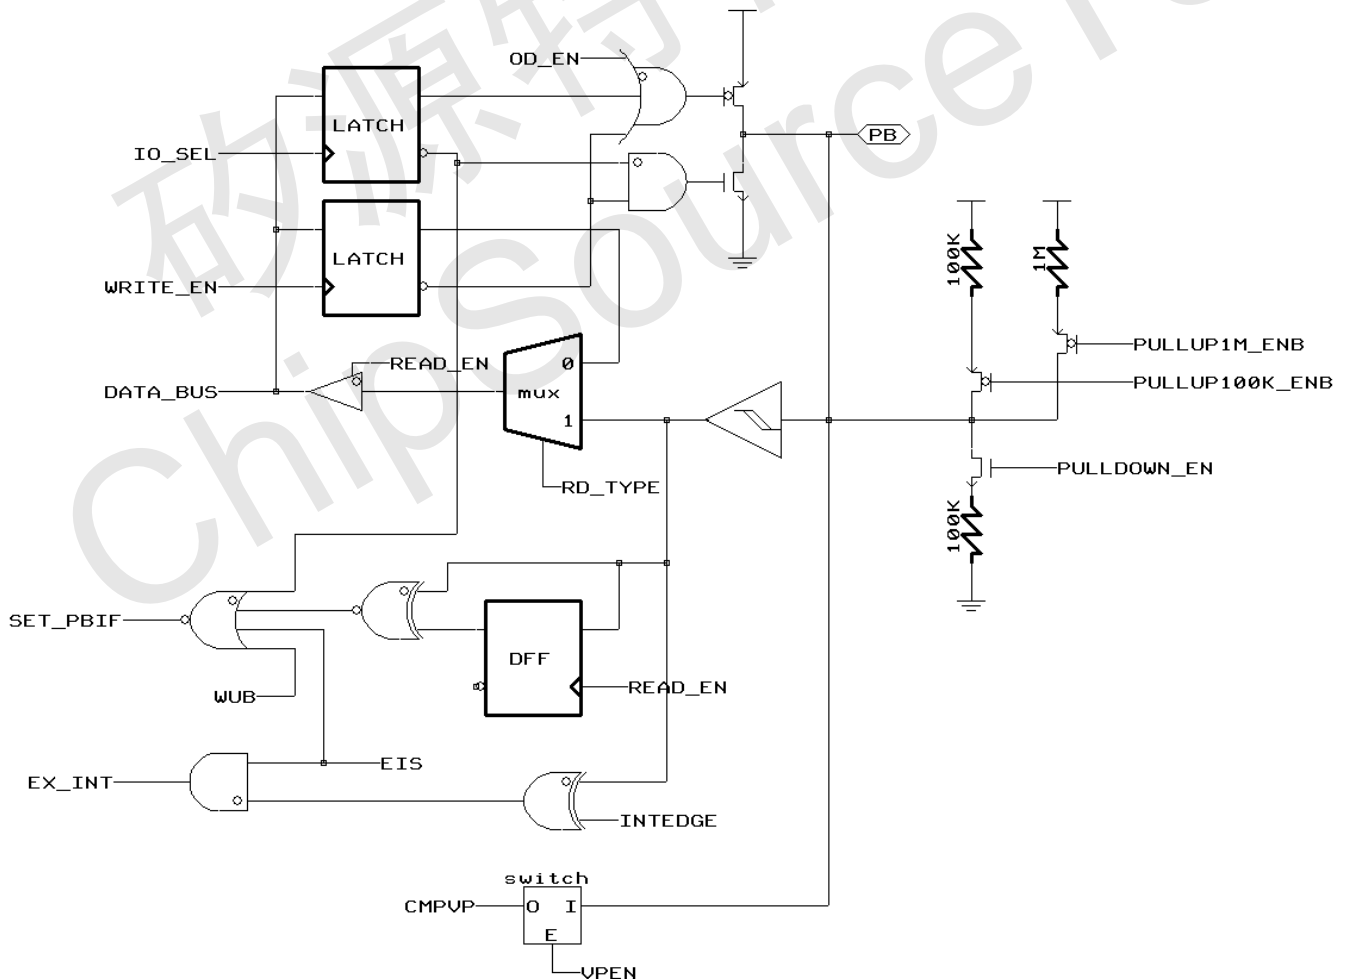 OD_EN
LATCH
IO_SEL
PB
LATCH
WRITE_EN
100K
1M
PULLUP1M_ENB
READ_EN
0
PULLUP100K_ENB
DATA_BUS
mux
1
PULLDOWN_EN
RD_TYPE
100K
SET_PBIF
DFF
READ_EN
WUB
EIS
EX_INT
INTEDGE
switch
CMPVP
O I
E
VPEN
矽源特
ChipSource